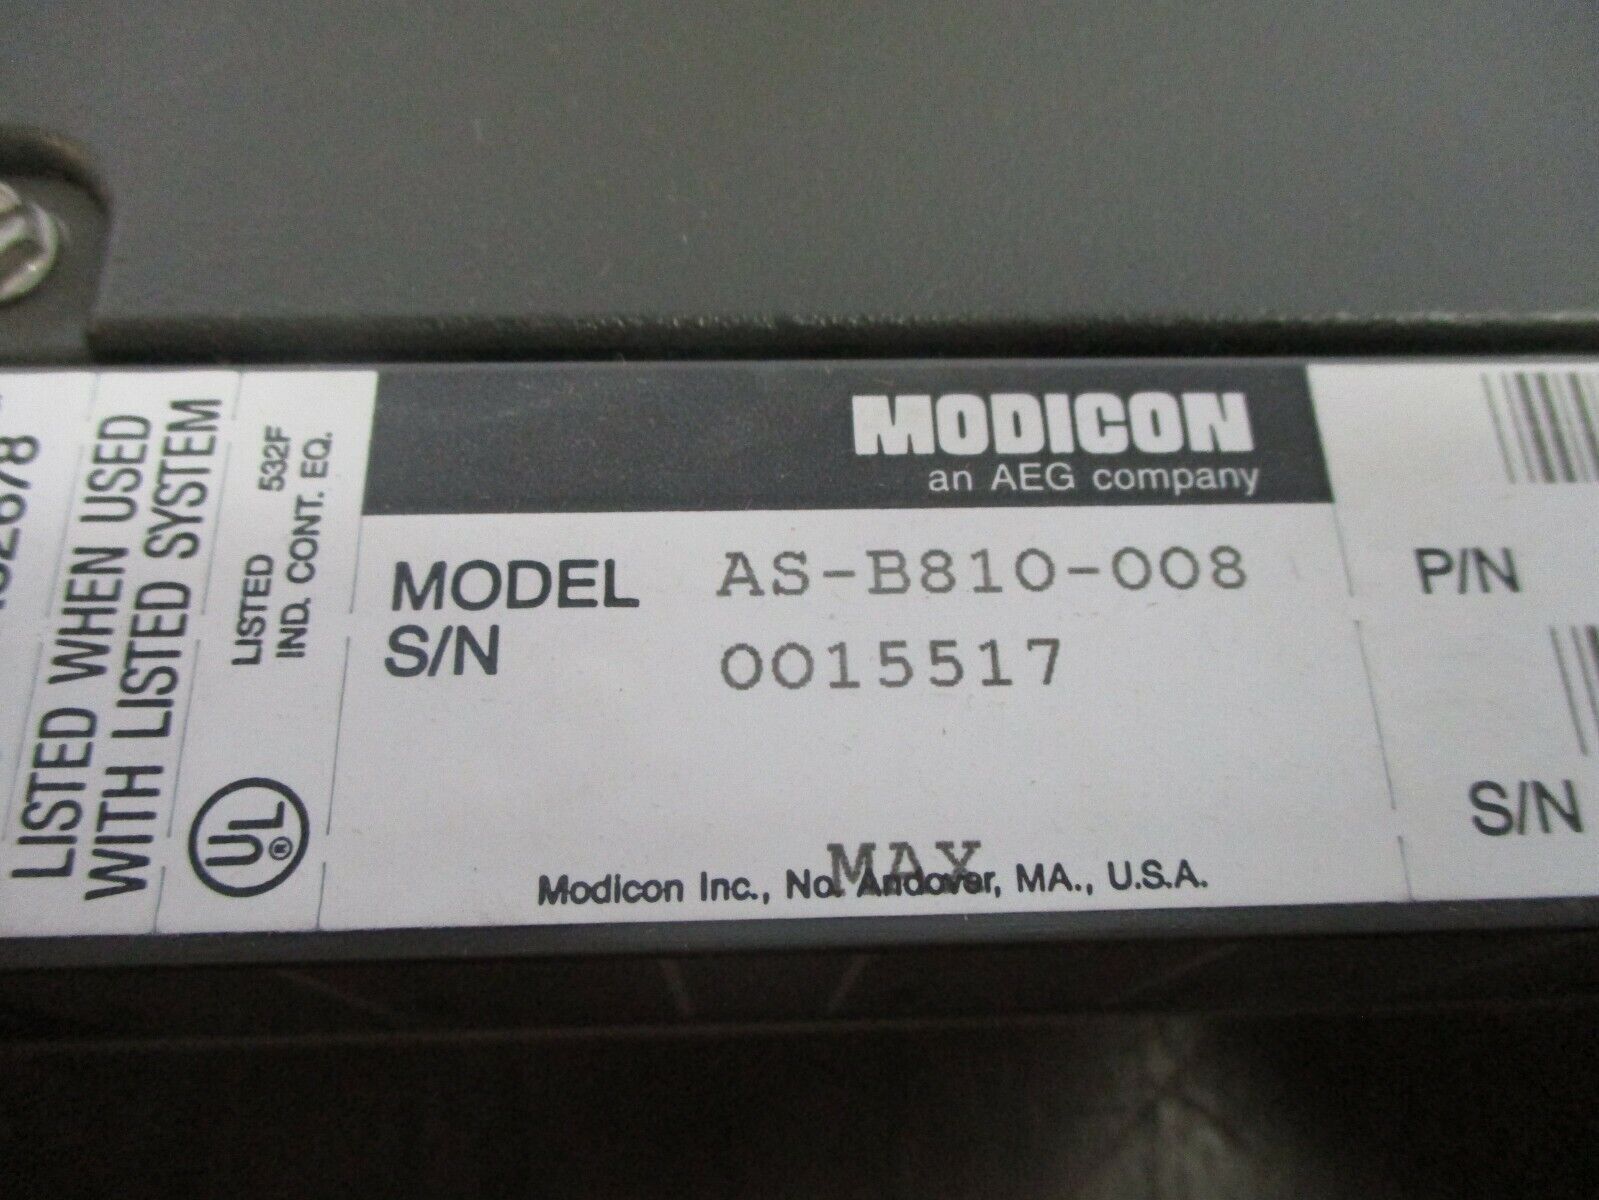 LISTED WHEN USED
WITH LISTED SYSTEM
LISTED 532F
IND. CONT. EQ.
UL ®
MODICON
an AEG company
MODEL AS-B810-008
S/N 0015517
MAX
Modicon Inc., No. Andover, MA., U.S.A.
P/N
S/N